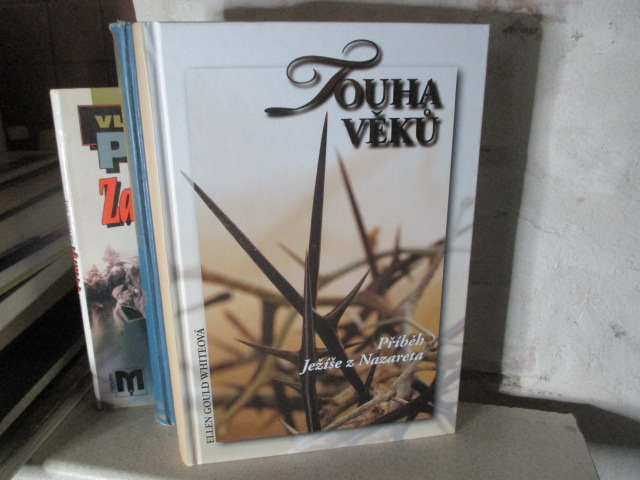 TOUHA
VĚKŮ
Příběh
Ježíše z Nazareta
ELLEN GOULD WHITEOVÁ